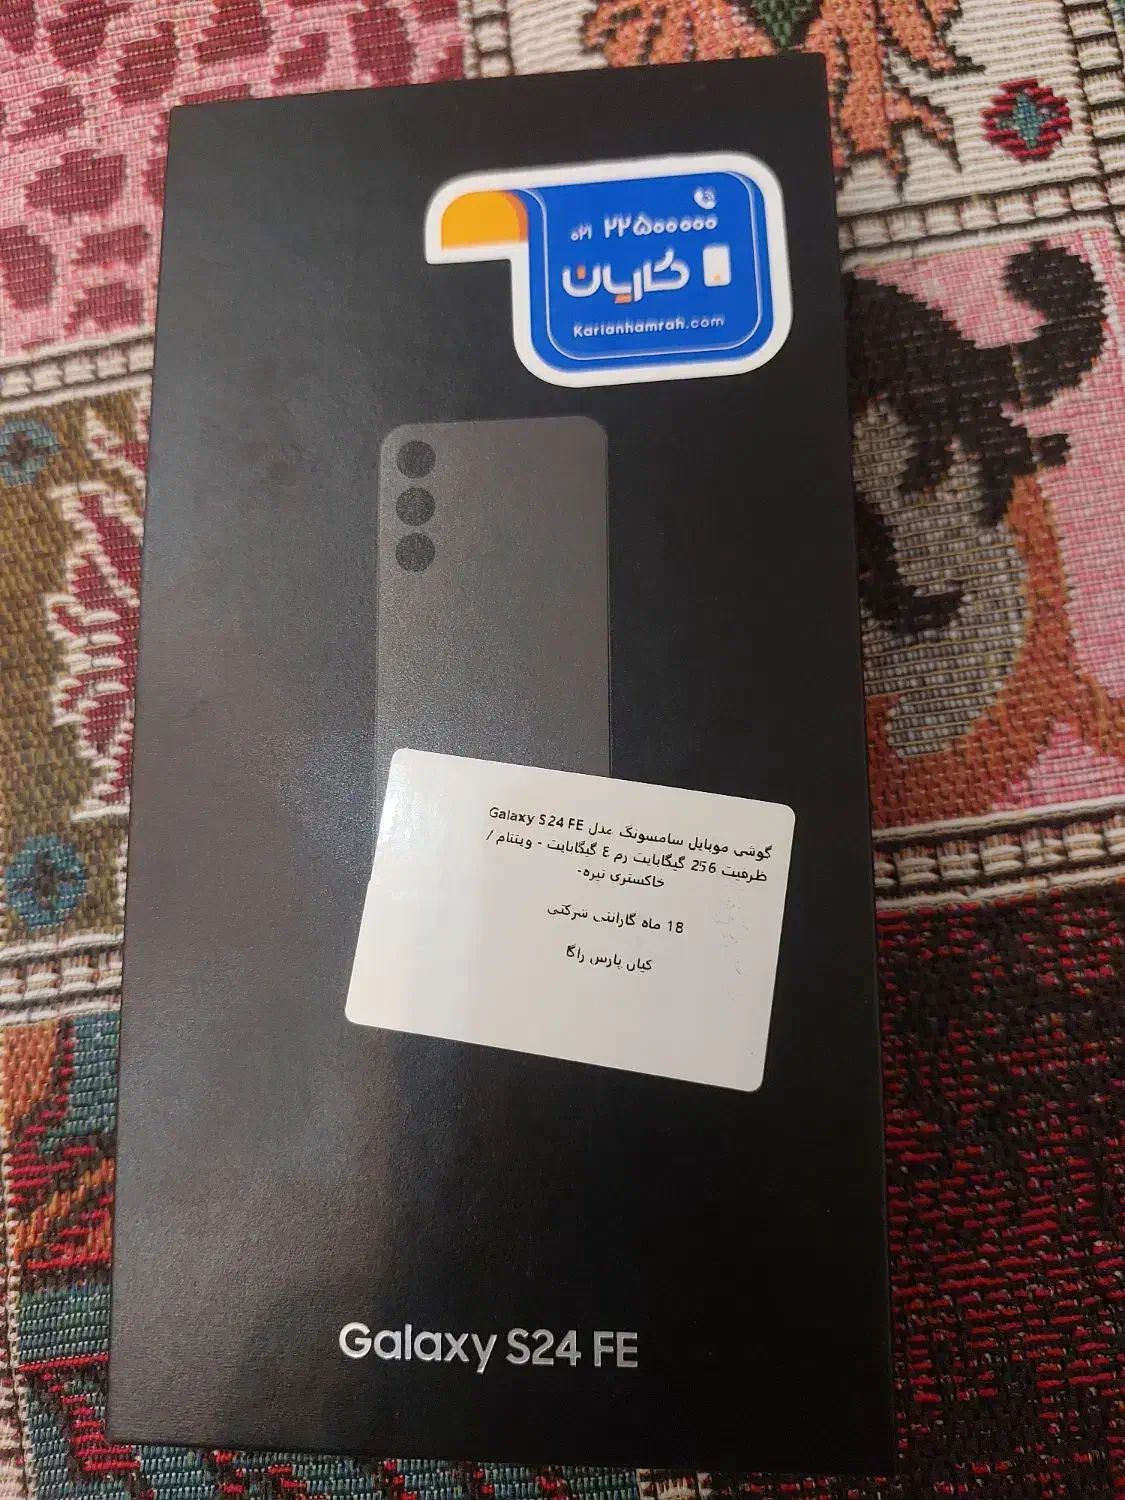 ۰۲۱ ۲۲۵۰۰۰۰۰
کاریان
Karianhamrah.com
گوشی موبایل سامسونگ مدل Galaxy S24 FE
ظرفیت 256 گیگابایت رم ٤ گیگابایت - ویتنام /
خاکستری تیره-
18 ماه گارانتی شرکتی
کیان پارس راگا
Galaxy S24 FE